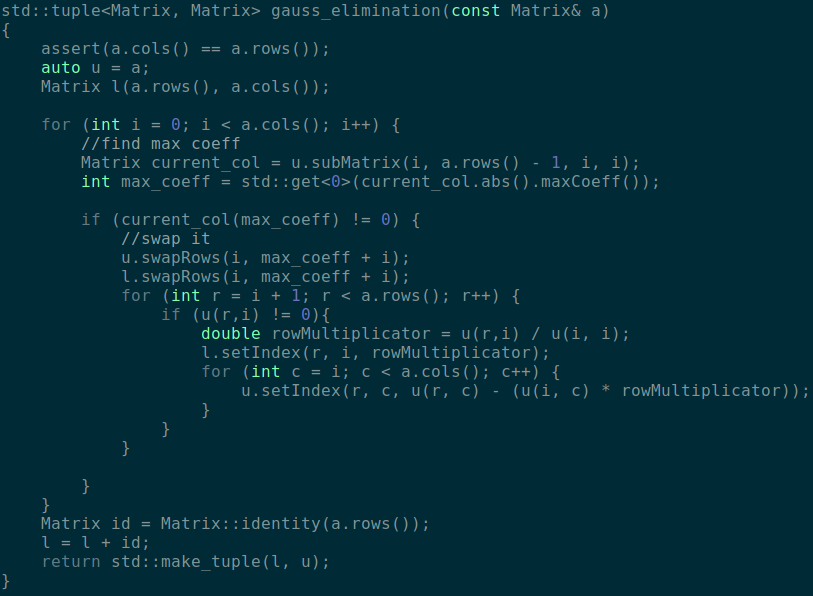 std::tuple<Matrix, Matrix> gauss_elimination(const Matrix& a)
{
    assert(a.cols() == a.rows());
    auto u = a;
    Matrix l(a.rows(), a.cols());

    for (int i = 0; i < a.cols(); i++) {
        //find max coeff
        Matrix current_col = u.subMatrix(i, a.rows() - 1, i, i);
        int max_coeff = std::get<0>(current_col.abs().maxCoeff());

        if (current_col(max_coeff) != 0) {
            //swap it
            u.swapRows(i, max_coeff + i);
            l.swapRows(i, max_coeff + i);
            for (int r = i + 1; r < a.rows(); r++) {
                if (u(r,i) != 0){
                    double rowMultiplicator = u(r,i) / u(i, i);
                    l.setIndex(r, i, rowMultiplicator);
                    for (int c = i; c < a.cols(); c++) {
                        u.setIndex(r, c, u(r, c) - (u(i, c) * rowMultiplicator));
                    }
                }
            }

        }
    }
    Matrix id = Matrix::identity(a.rows());
    l = l + id;
    return std::make_tuple(l, u);
}